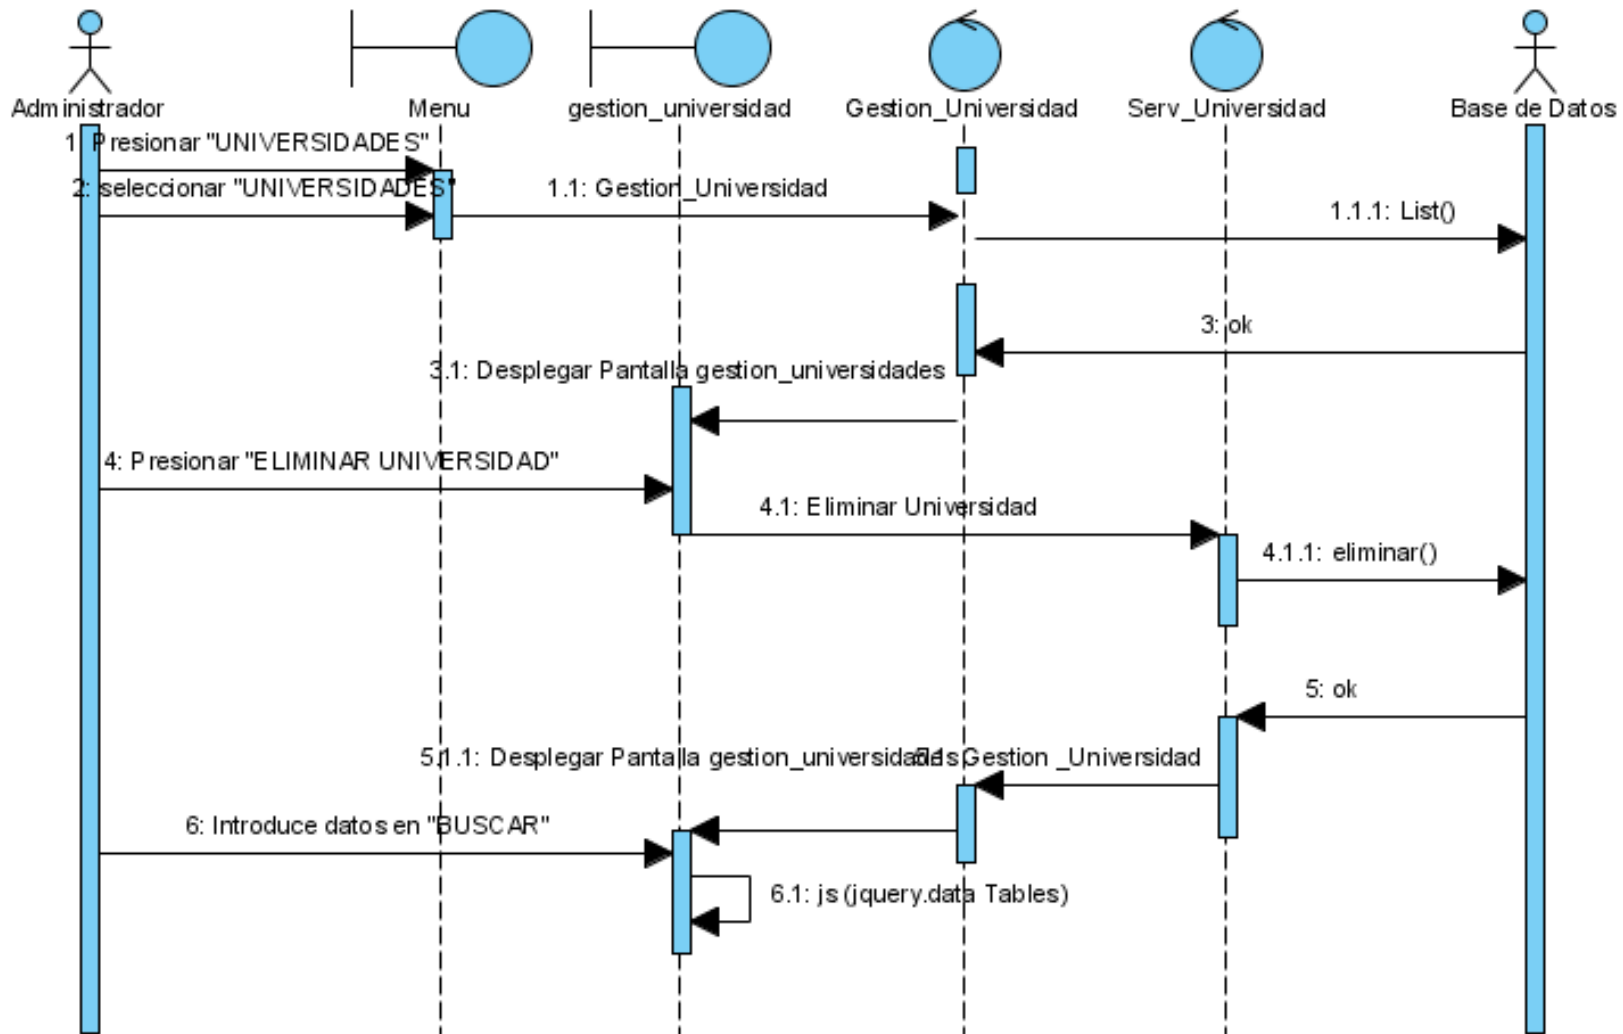 Administrador
Menu
gestion_universidad
Gestion_Universidad
Serv_Universidad
Base de Datos
1: Presionar "UNIVERSIDADES"
2: seleccionar "UNIVERSIDADES"
1.1: Gestion_Universidad
1.1.1: List()
3: ok
3.1: Desplegar Pantalla gestion_universidades
4: Presionar "ELIMINAR UNIVERSIDAD"
4.1: Eliminar Universidad
4.1.1: eliminar()
5: ok
5.1.1: Desplegar Pantalla gestion_universidades
5.1: Gestion _Universidad
6: Introduce datos en "BUSCAR"
6.1: js (jquery.data Tables)